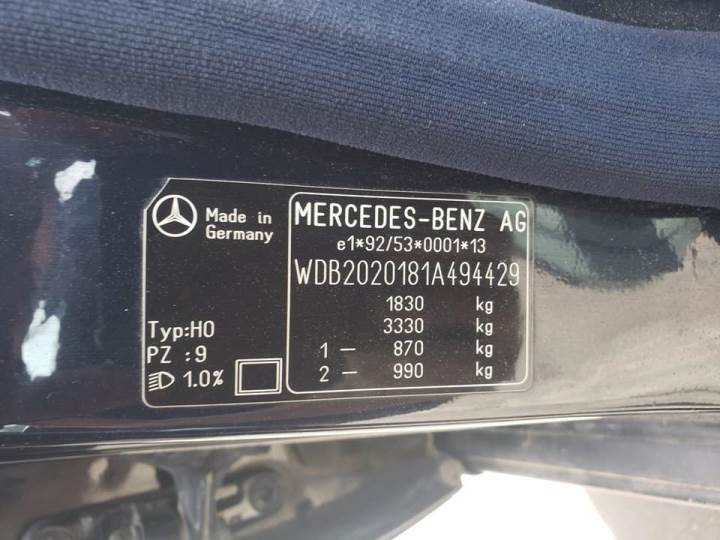 Made in
Germany
MERCEDES-BENZ AG
e1*92/53*0001*13
WDB2020181A494429
1830 kg
3330 kg
Typ:HO
PZ :9
1.0%
1 — 870 kg
2 — 990 kg